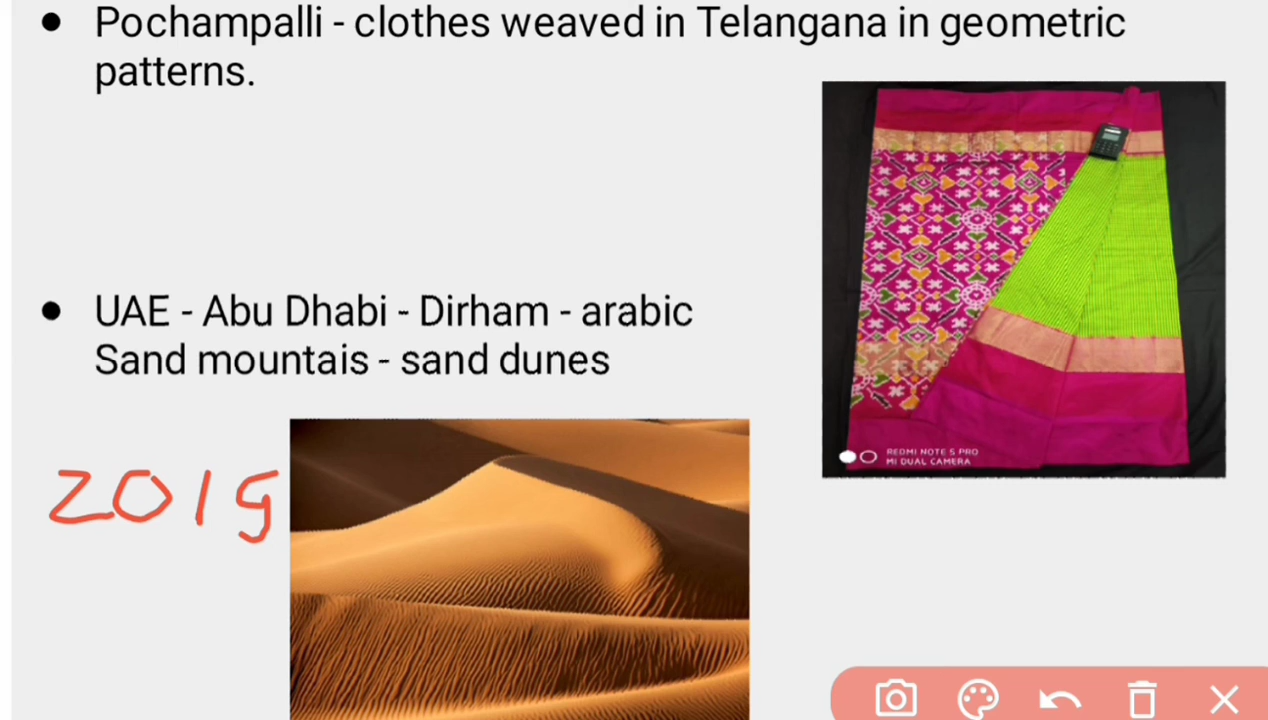 ● Pochampalli - clothes weaved in Telangana in geometric
patterns.
● UAE - Abu Dhabi - Dirham - arabic
Sand mountais - sand dunes
2019
REDMI NOTE 5 PRO
MI DUAL CAMERA